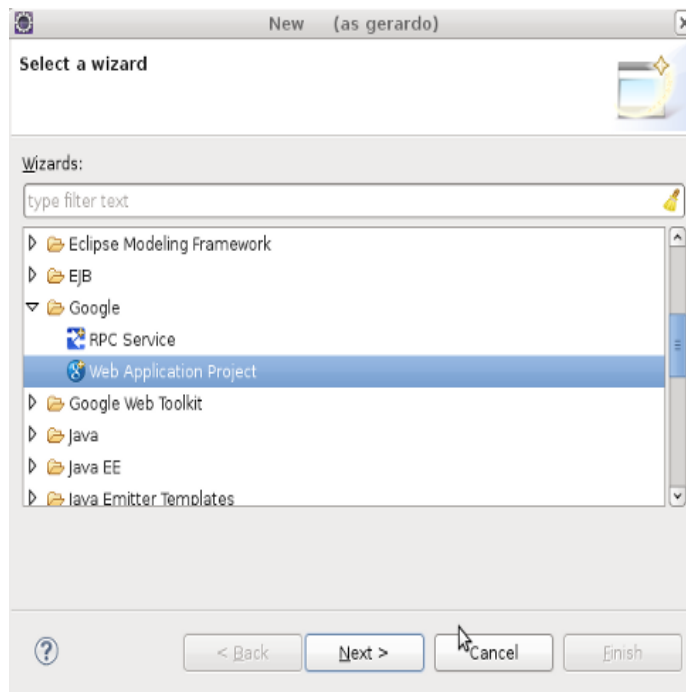 New (as gerardo)
Select a wizard
Wizards:
type filter text
Eclipse Modeling Framework
EJB
Google
RPC Service
Web Application Project
Google Web Toolkit
Java
Java EE
Java Emitter Templates
< Back Next > Cancel Finish